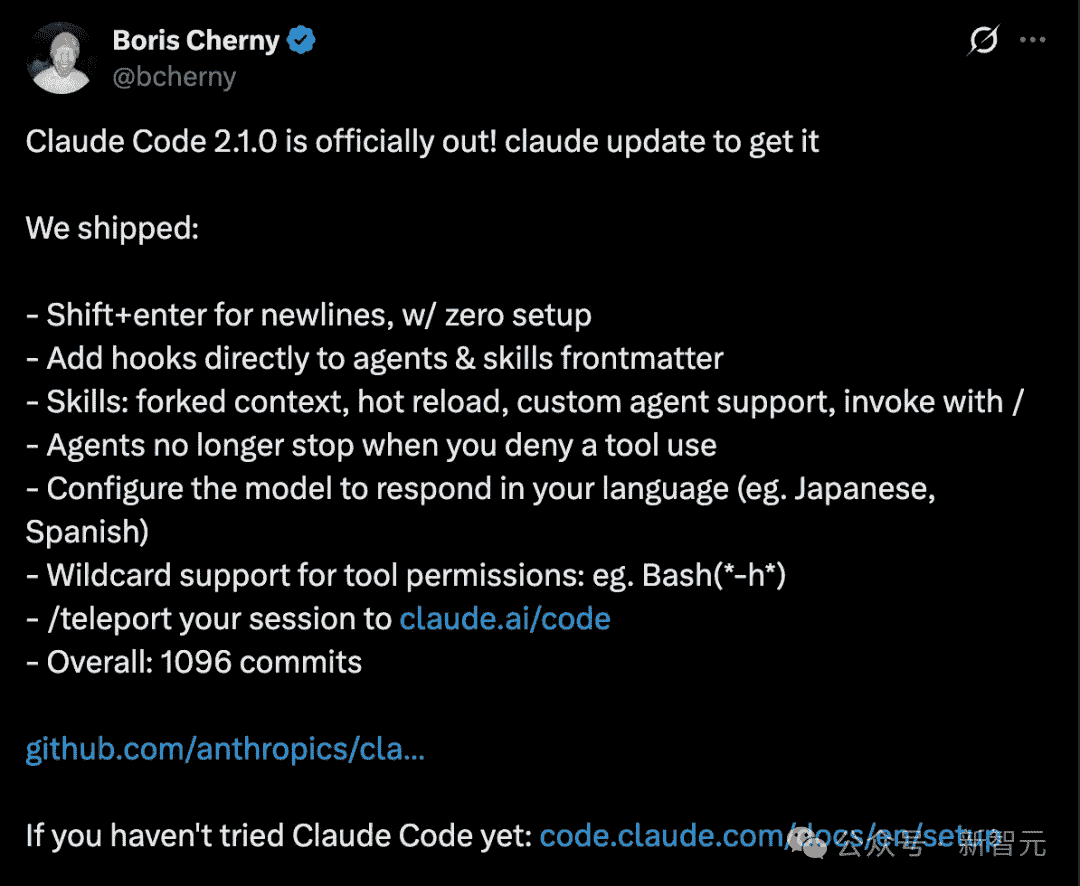 Boris Cherny
@bcherny
Claude Code 2.1.0 is officially out! claude update to get it
We shipped:
- Shift+enter for newlines, w/ zero setup
- Add hooks directly to agents & skills frontmatter
- Skills: forked context, hot reload, custom agent support, invoke with /
- Agents no longer stop when you deny a tool use
- Configure the model to respond in your language (eg. Japanese,
Spanish)
- Wildcard support for tool permissions: eg. Bash(*-h*)
- /teleport your session to claude.ai/code
- Overall: 1096 commits
github.com/anthropics/cla...
If you haven't tried Claude Code yet: code.claude.com/docs/en/setup
公众号 · 新智元